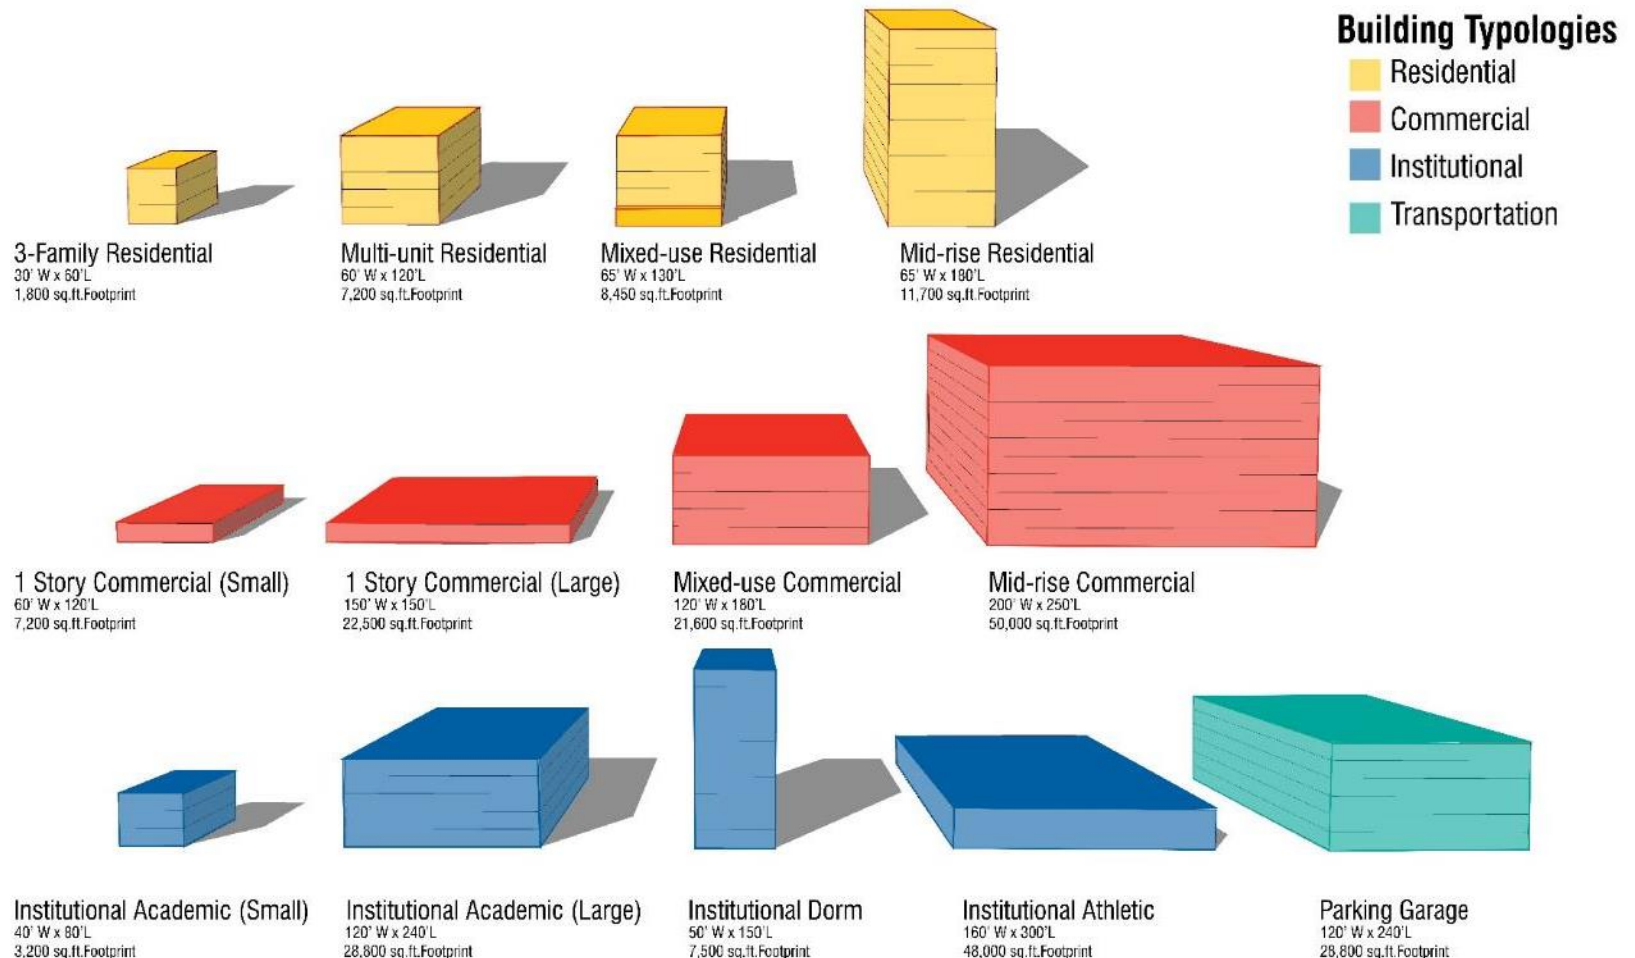 Building Typologies
Residential
Commercial
Institutional
Transportation
3-Family Residential
30' W x 60'L
1,800 sq.ft.Footprint
Multi-unit Residential
60' W x 120'L
7,200 sq.ft.Footprint
Mixed-use Residential
65' W x 130'L
8,450 sq.ft.Footprint
Mid-rise Residential
65' W x 180'L
11,700 sq.ft.Footprint
1 Story Commercial (Small)
60' W x 120'L
7,200 sq.ft.Footprint
1 Story Commercial (Large)
150' W x 150'L
22,500 sq.ft.Footprint
Mixed-use Commercial
120' W x 180'L
21,600 sq.ft.Footprint
Mid-rise Commercial
200' W x 250'L
50,000 sq.ft.Footprint
Institutional Academic (Small)
40' W x 80'L
3,200 sq.ft.Footprint
Institutional Academic (Large)
120' W x 240'L
28,800 sq.ft.Footprint
Institutional Dorm
50' W x 150'L
7,500 sq.ft.Footprint
Institutional Athletic
160' W x 300'L
48,000 sq.ft.Footprint
Parking Garage
120' W x 240'L
28,800 sq.ft.Footprint